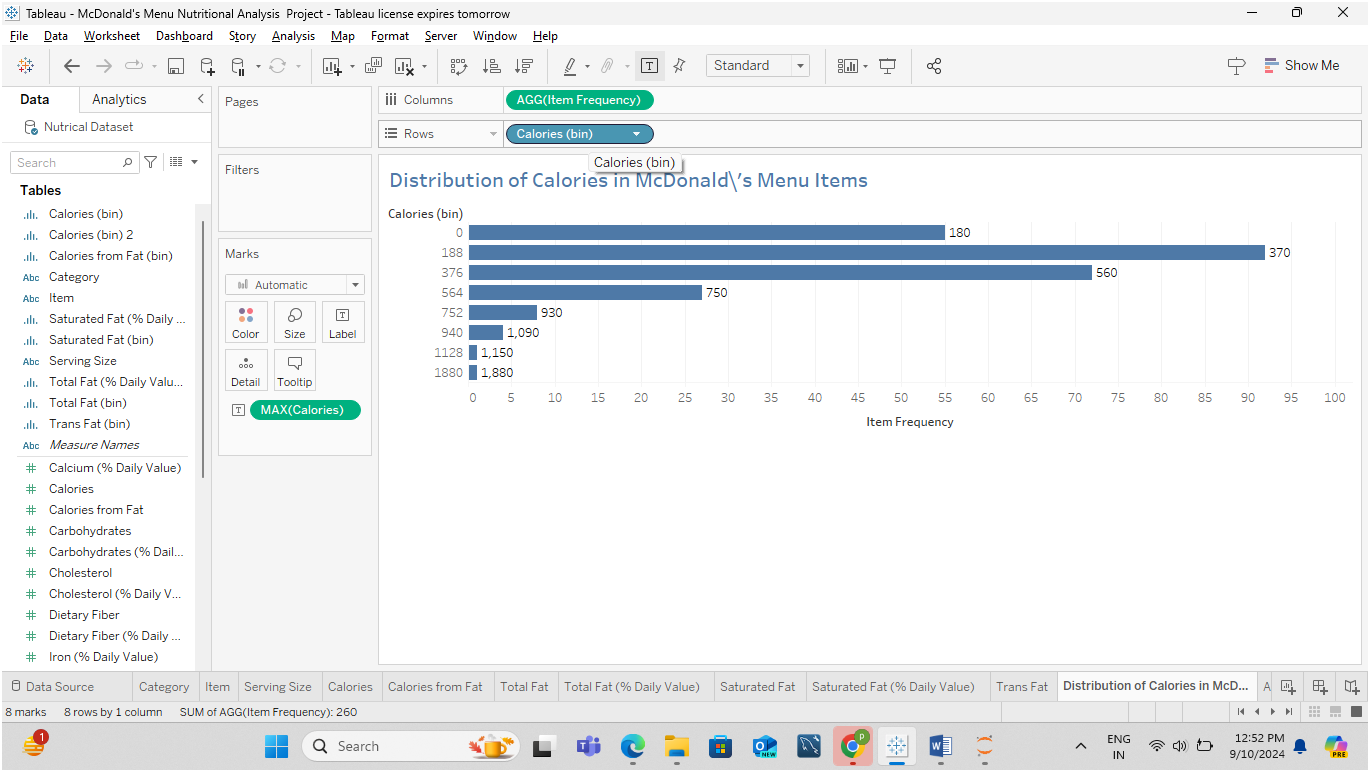 Tableau - McDonald's Menu Nutritional Analysis Project - Tableau license expires tomorrow
File Data Worksheet Dashboard Story Analysis Map Format Server Window Help
Standard
Show Me
Data Analytics
Pages
Columns AGG(Item Frequency)
Nutrical Dataset
Rows Calories (bin)
Search
Filters
Calories (bin)
Tables
Distribution of Calories in McDonald\’s Menu Items
Calories (bin)
Calories (bin) 2
Calories from Fat (bin)
Category
Item
Saturated Fat (% Daily ...
Saturated Fat (bin)
Serving Size
Total Fat (% Daily Valu...
Total Fat (bin)
Trans Fat (bin)
Measure Names
Calcium (% Daily Value)
Calories
Calories from Fat
Carbohydrates
Carbohydrates (% Dail...
Cholesterol
Cholesterol (% Daily V...
Dietary Fiber
Dietary Fiber (% Daily ...
Iron (% Daily Value)
Marks
Automatic
Color Size Label
Detail Tooltip
MAX(Calories)
Calories (bin)
0 180
188 370
376 560
564 750
752 930
940 1,090
1128 1,150
1880 1,880
0 5 10 15 20 25 30 35 40 45 50 55 60 65 70 75 80 85 90 95 100
Item Frequency
Data Source Category Item Serving Size Calories Calories from Fat Total Fat Total Fat (% Daily Value) Saturated Fat Saturated Fat (% Daily Value) Trans Fat Distribution of Calories in McD... A
8 marks 8 rows by 1 column SUM of AGG(Item Frequency): 260
1
Search
NEW
P
ENG
IN
12:52 PM
9/10/2024
PRE